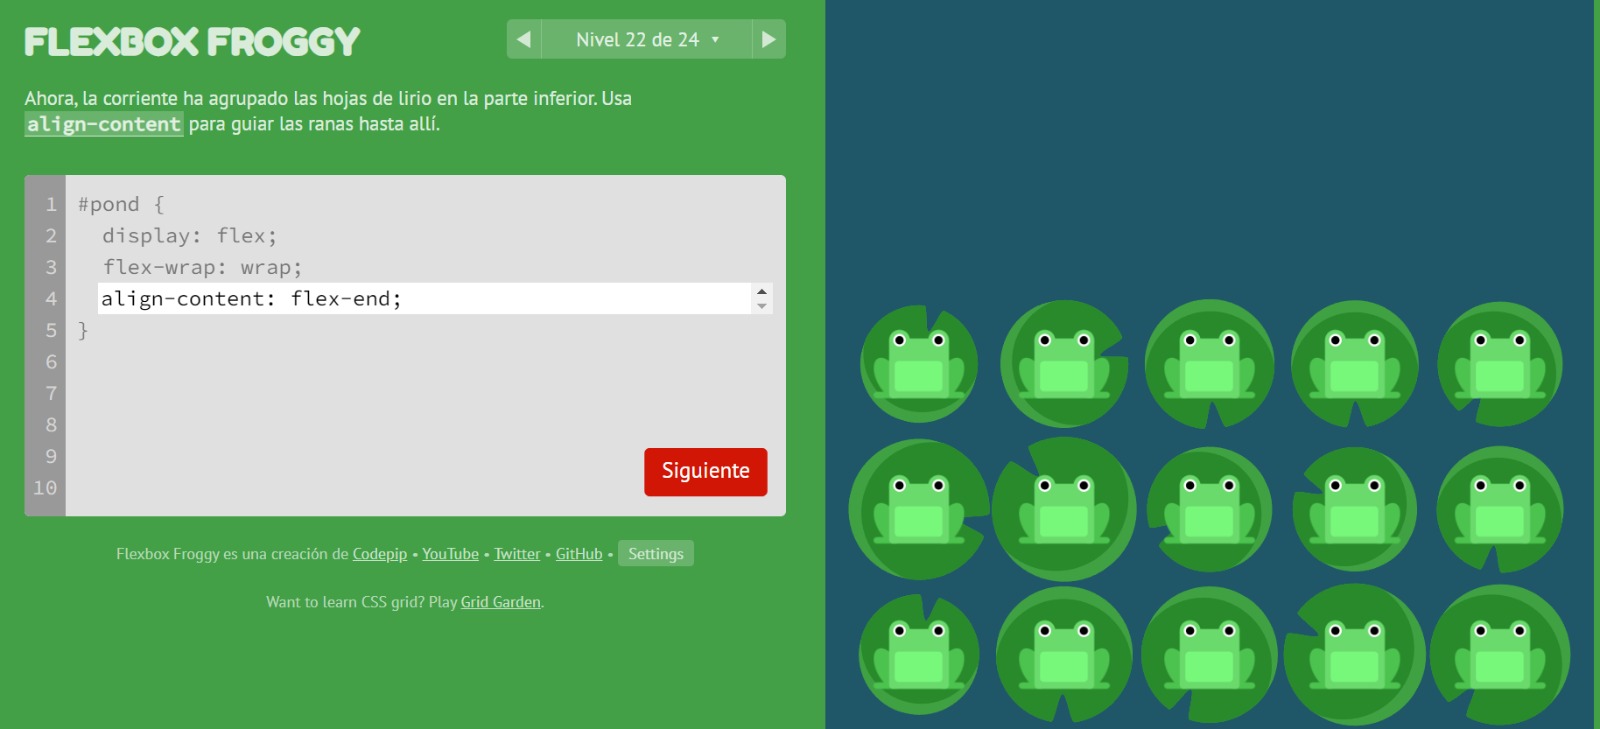 FLEXBOX FROGGY
Nivel 22 de 24
Ahora, la corriente ha agrupado las hojas de lirio en la parte inferior. Usa
align-content para guiar las ranas hasta allí.
1 #pond {
2 display: flex;
3 flex-wrap: wrap;
4 align-content: flex-end;
5 }
6
7
8
9
10
Siguiente
Flexbox Froggy es una creación de Codepip • YouTube • Twitter • GitHub • Settings
Want to learn CSS grid? Play Grid Garden.